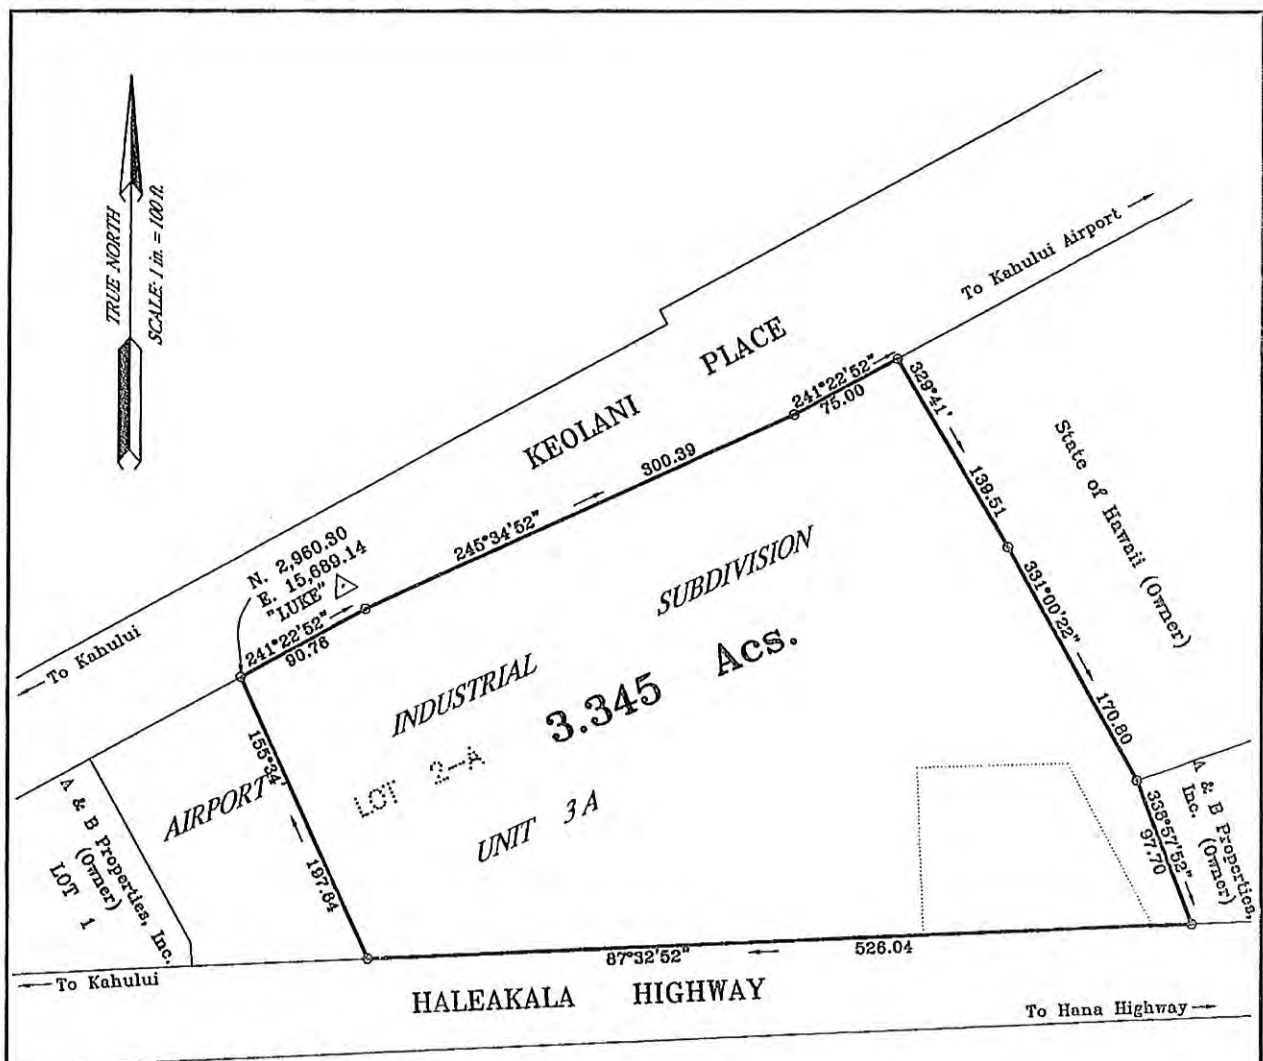 TRUE NORTH
SCALE: 1 in. = 100 ft.
To Kahului Airport
KEOLANI PLACE
241°22'52"
75.00
329°41'
139.51
300.39
245°34'52"
State of Hawaii (Owner)
N. 2,960.30
E. 15,689.14
"LUKE"
241°22'52"
90.76
To Kahului
331°00'22"
170.80
AIRPORT INDUSTRIAL SUBDIVISION
3.345 Acs.
LOT 2-A
UNIT 3A
155°34'
197.64
A & B Properties, Inc.
(Owner)
LOT 1
338°57'52"
97.70
A & B Properties,
Inc. (Owner)
87°32'52"
526.04
To Kahului
HALEAKALA HIGHWAY
To Hana Highway